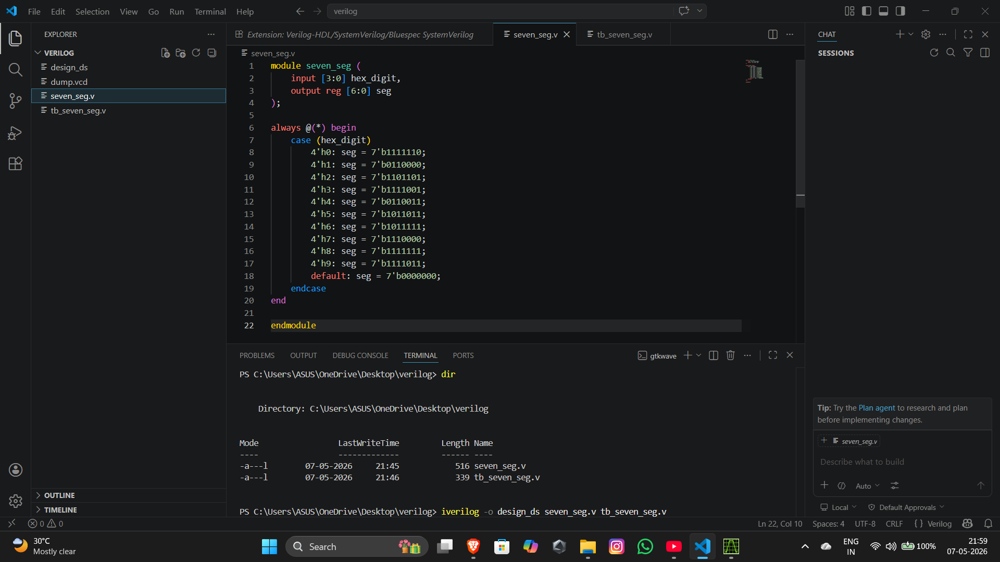 File Edit Selection View Go Run Terminal Help
verilog
EXPLORER
VERILOG
design_ds
dump.vcd
seven_seg.v
tb_seven_seg.v
OUTLINE
TIMELINE
Extension: Verilog-HDL/SystemVerilog/Bluespec SystemVerilog
seven_seg.v
tb_seven_seg.v
seven_seg.v
1 module seven_seg (
2     input [3:0] hex_digit,
3     output reg [6:0] seg
4 );
5
6 always @(*) begin
7     case (hex_digit)
8         4'h0: seg = 7'b1111110;
9         4'h1: seg = 7'b0110000;
10         4'h2: seg = 7'b1101101;
11         4'h3: seg = 7'b1111001;
12         4'h4: seg = 7'b0110011;
13         4'h5: seg = 7'b1011011;
14         4'h6: seg = 7'b1011111;
15         4'h7: seg = 7'b1110000;
16         4'h8: seg = 7'b1111111;
17         4'h9: seg = 7'b1111011;
18         default: seg = 7'b0000000;
19     endcase
20 end
21
22 endmodule
PROBLEMS OUTPUT DEBUG CONSOLE TERMINAL PORTS
gtkwave
PS C:\Users\ASUS\OneDrive\Desktop\verilog> dir
Directory: C:\Users\ASUS\OneDrive\Desktop\verilog
Mode LastWriteTime Length Name
---- ------------- ------ ----
-a---l 07-05-2026 21:45 516 seven_seg.v
-a---l 07-05-2026 21:46 339 tb_seven_seg.v
PS C:\Users\ASUS\OneDrive\Desktop\verilog> iverilog -o design_ds seven_seg.v tb_seven_seg.v
CHAT
SESSIONS
Tip: Try the Plan agent to research and plan
before implementing changes.
seven_seg.v
Describe what to build
Auto
Local Default Approvals
0 0
Ln 22, Col 10 Spaces: 4 UTF-8 CRLF { } Verilog
30°C
Mostly clear
Search
ENG
IN
100%
21:59
07-05-2026